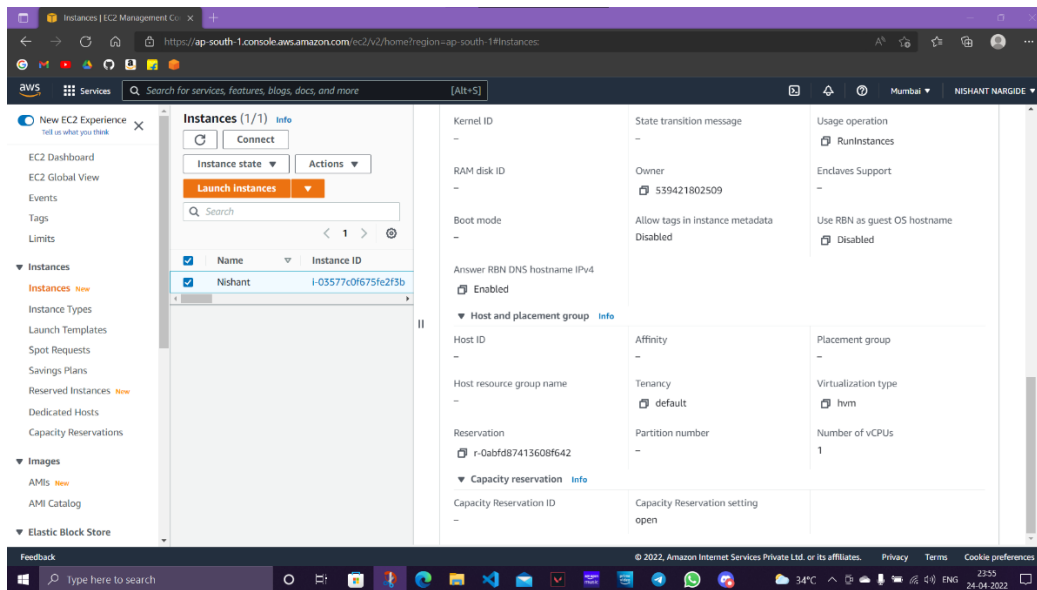 Instances | EC2 Management Co
https://ap-south-1.console.aws.amazon.com/ec2/v2/home?region=ap-south-1#Instances:
aws Services Search for services, features, blogs, docs, and more [Alt+S] Mumbai ▼ NISHANT NARGIDE ▼
New EC2 Experience
Tell us what you think
EC2 Dashboard
EC2 Global View
Events
Tags
Limits
▼ Instances
Instances New
Instance Types
Launch Templates
Spot Requests
Savings Plans
Reserved Instances New
Dedicated Hosts
Capacity Reservations
▼ Images
AMIs New
AMI Catalog
▼ Elastic Block Store
Instances (1/1) Info
Connect
Instance state ▼ Actions ▼
Launch instances ▼
Search
< 1 >
Name Instance ID
Nishant i-03577c0f675fe2f3b
Kernel ID State transition message Usage operation
– – RunInstances
RAM disk ID Owner Enclaves Support
– 539421802509 –
Boot mode Allow tags in instance metadata Use RBN as guest OS hostname
– Disabled Disabled
Answer RBN DNS hostname IPv4
Enabled
▼ Host and placement group Info
Host ID Affinity Placement group
– – –
Host resource group name Tenancy Virtualization type
– default hvm
Reservation Partition number Number of vCPUs
r-0abfd87413608f642 – 1
▼ Capacity reservation Info
Capacity Reservation ID Capacity Reservation setting
– open
Feedback © 2022, Amazon Internet Services Private Ltd. or its affiliates. Privacy Terms Cookie preferences
Type here to search 34°C ENG 23:55
24-04-2022